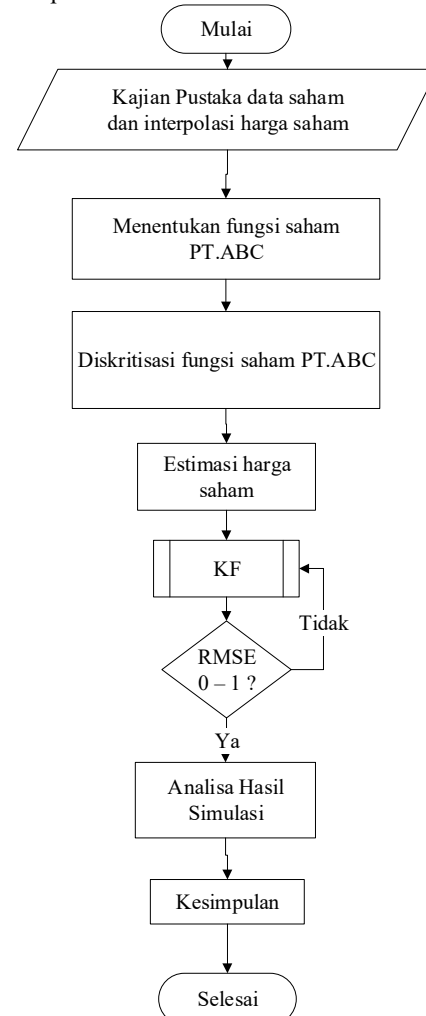 Mulai
Kajian Pustaka data saham
dan interpolasi harga saham
Menentukan fungsi saham
PT.ABC
Diskritisasi fungsi saham PT.ABC
Estimasi harga
saham
KF
Tidak
RMSE
0 – 1 ?
Ya
Analisa Hasil
Simulasi
Kesimpulan
Selesai